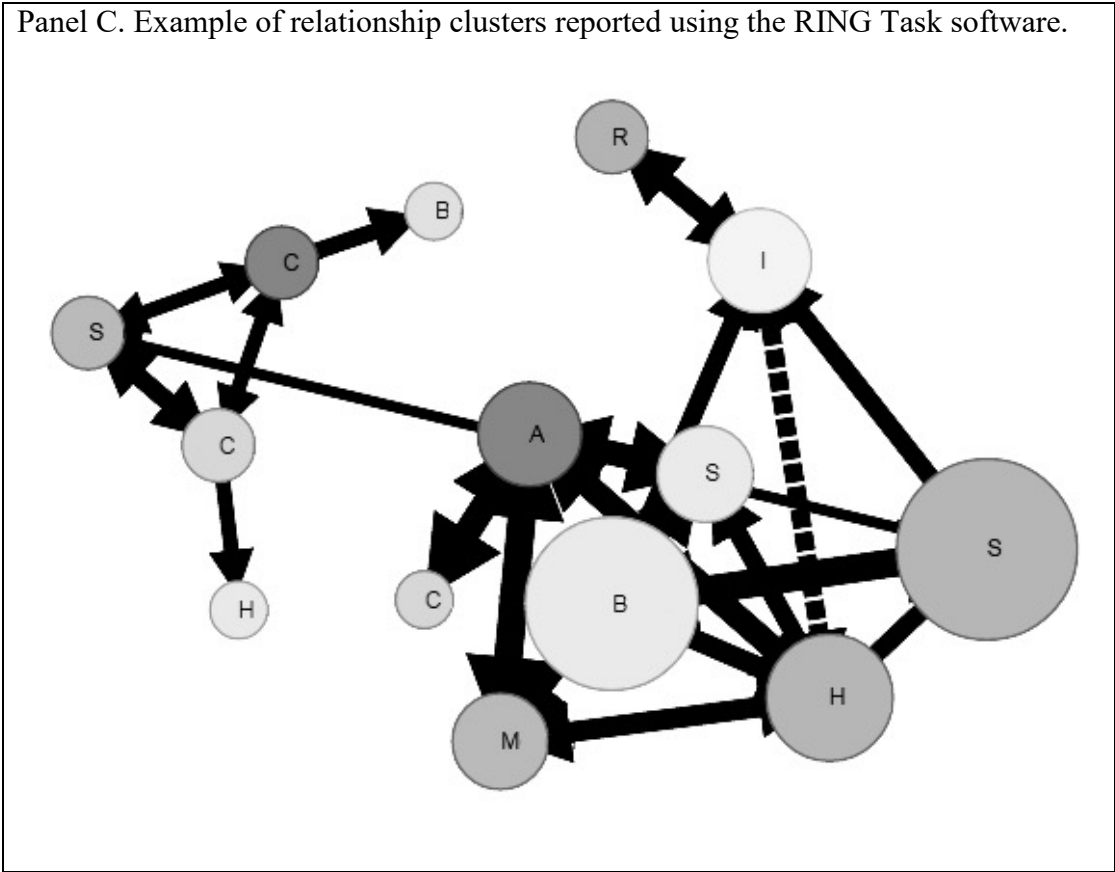 Panel C. Example of relationship clusters reported using the RING Task software.
R
B
C
I
S
A
C
S
S
C
B
H
H
M